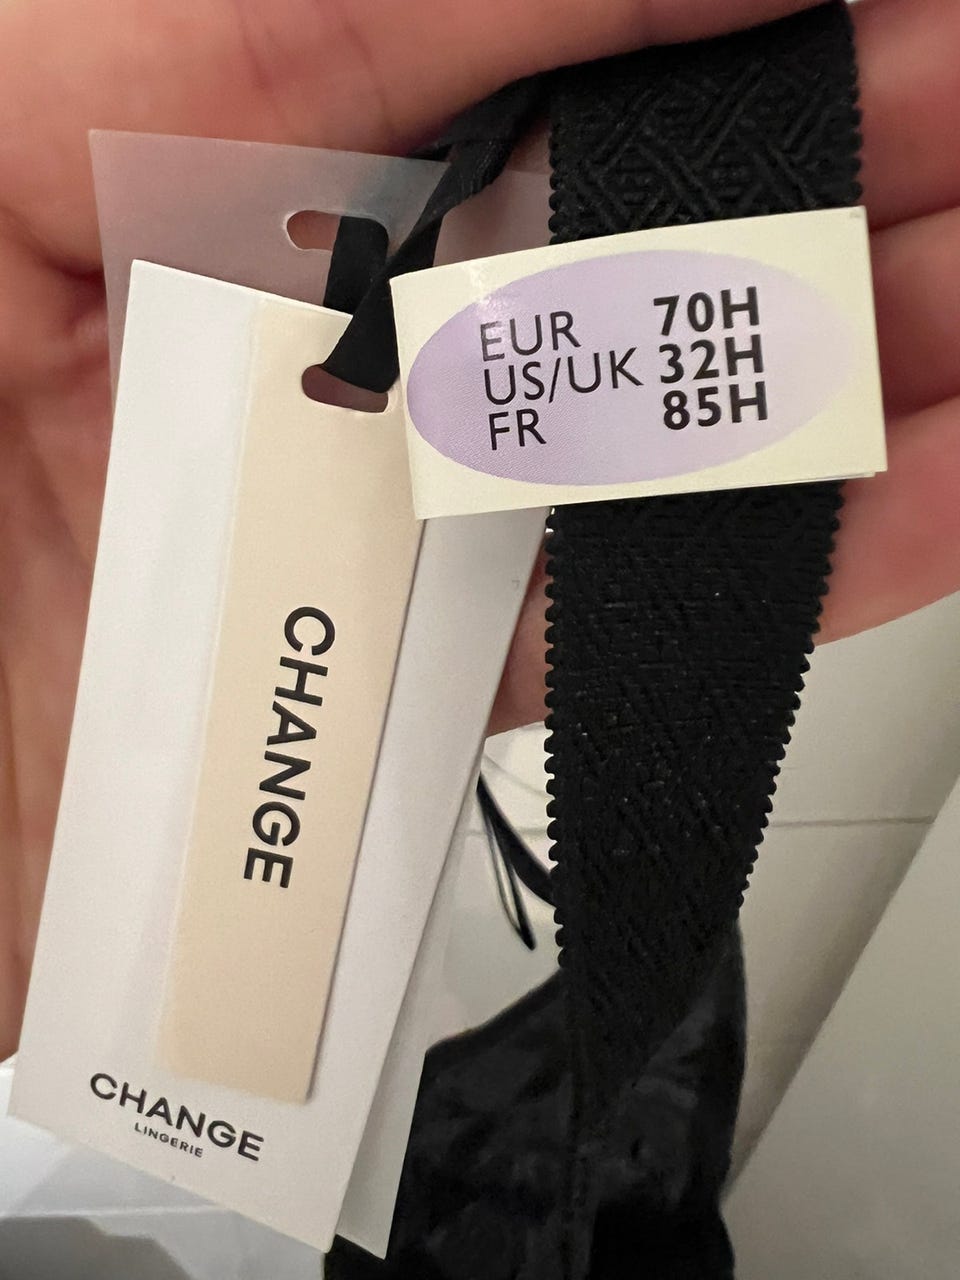 EUR 70H
US/UK 32H
FR 85H
CHANGE
CHANGE
LINGERIE